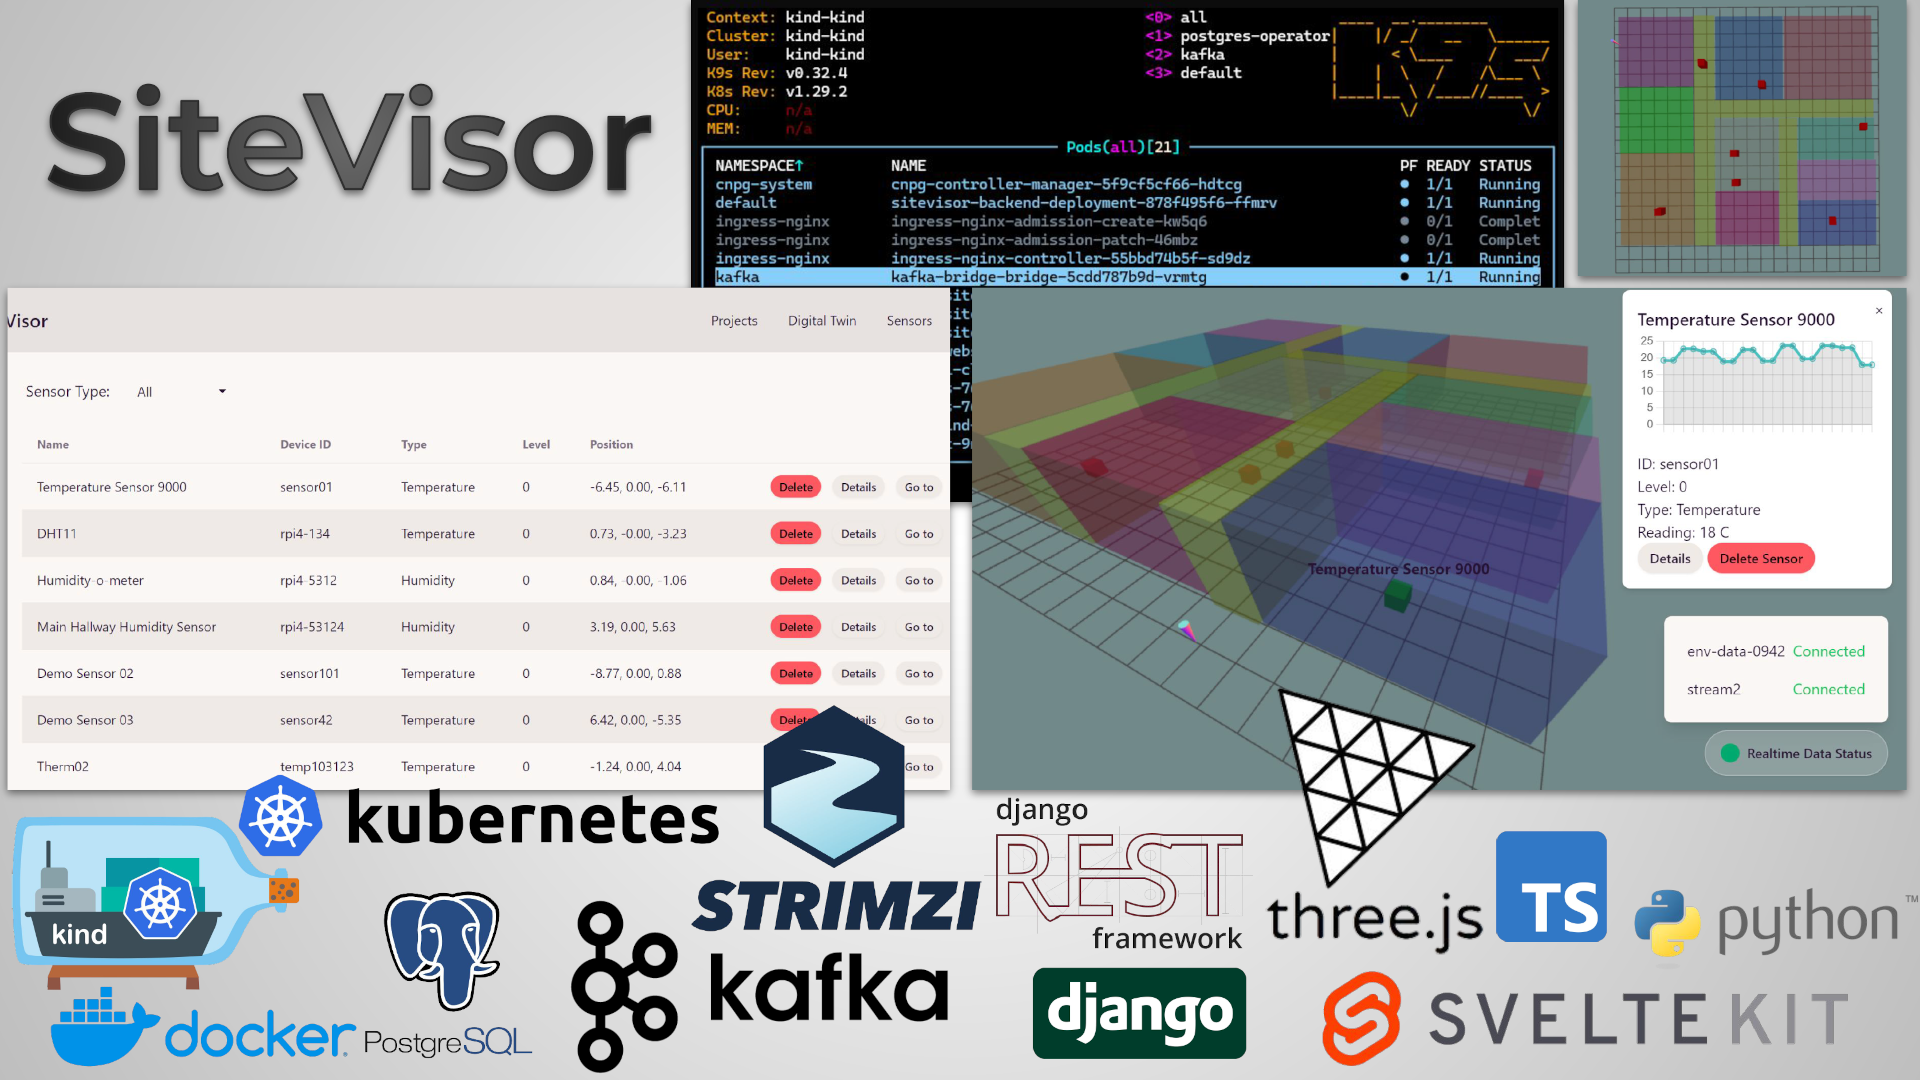 SiteVisor
Context: kind-kind
Cluster: kind-kind
User: kind-kind
K9s Rev: v0.32.4
K8s Rev: v1.29.2
CPU: n/a
MEM: n/a
<0> all
<1> postgres-operator
<2> kafka
<3> default
Pods(all)[21]
NAMESPACE↑ NAME PF READY STATUS
cnpg-system cnpg-controller-manager-5f9cf5cf66-hdtcg ● 1/1 Running
default sitevisor-backend-deployment-878f495f6-ffmrv ● 1/1 Running
ingress-nginx ingress-nginx-admission-create-kw5q6 ● 0/1 Complet
ingress-nginx ingress-nginx-admission-patch-46mbz ● 0/1 Complet
ingress-nginx ingress-nginx-controller-55bbd74b5f-sd9dz ● 1/1 Running
kafka kafka-bridge-bridge-5cdd787b9d-vrmtg ● 1/1 Running
Visor
Projects Digital Twin Sensors
Sensor Type: All
Name Device ID Type Level Position
Temperature Sensor 9000 sensor01 Temperature 0 -6.45, 0.00, -6.11 Delete Details Go to
DHT11 rpi4-134 Temperature 0 0.73, -0.00, -3.23 Delete Details Go to
Humidity-o-meter rpi4-5312 Humidity 0 0.84, -0.00, -1.06 Delete Details Go to
Main Hallway Humidity Sensor rpi4-53124 Humidity 0 3.19, 0.00, 5.63 Delete Details Go to
Demo Sensor 02 sensor101 Temperature 0 -8.77, 0.00, 0.88 Delete Details Go to
Demo Sensor 03 sensor42 Temperature 0 6.42, 0.00, -5.35 Delete ails Go to
Therm02 temp103123 Temperature 0 -1.24, 0.00, 4.04 Go to
Temperature Sensor 9000
Temperature Sensor 9000 ×
25
20
15
10
5
0
ID: sensor01
Level: 0
Type: Temperature
Reading: 18 C
Details Delete Sensor
env-data-0942 Connected
stream2 Connected
Realtime Data Status
kubernetes
kind
docker
PostgreSQL
STRIMZI
kafka
django
REST
framework
django
three.js
TS
python™
SVELTEKIT